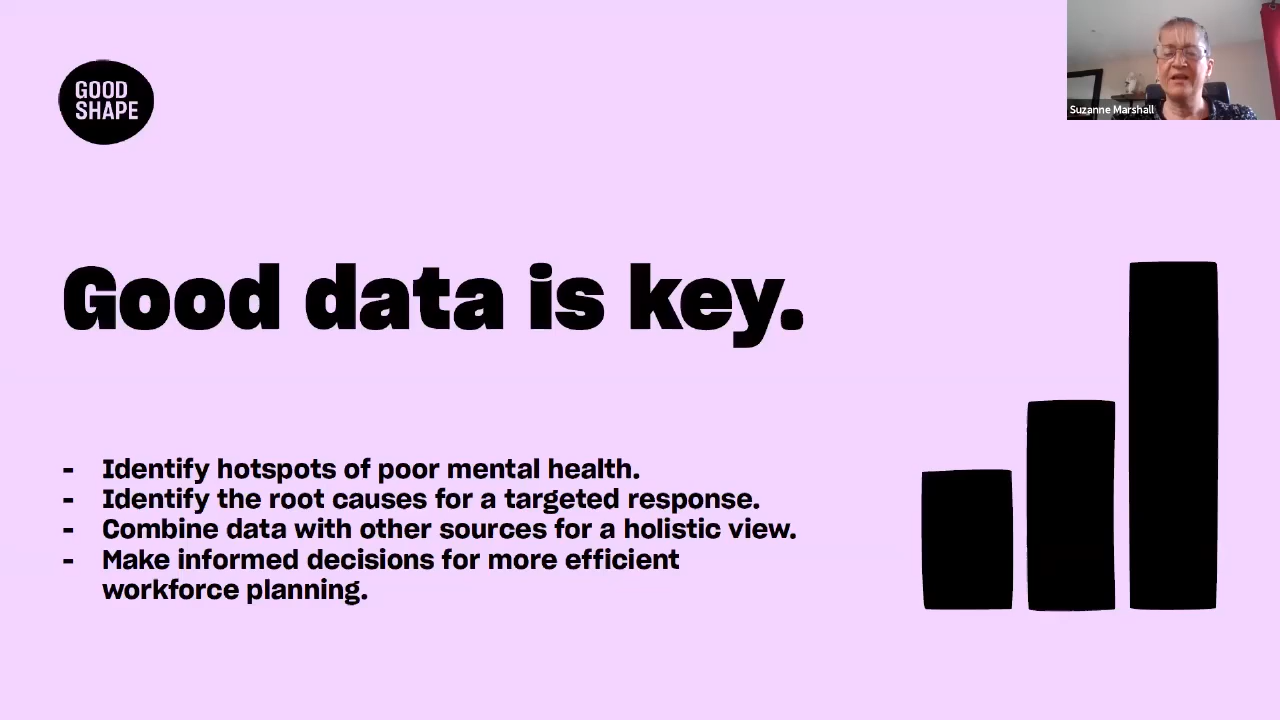 GOOD
SHAPE
Suzanne Marshall
Good data is key.
- Identify hotspots of poor mental health.
- Identify the root causes for a targeted response.
- Combine data with other sources for a holistic view.
- Make informed decisions for more efficient
workforce planning.